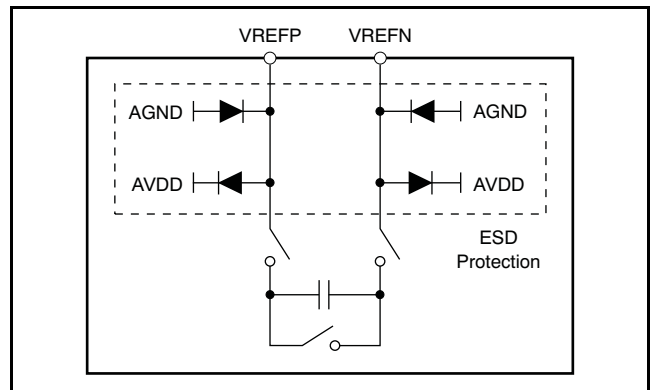 VREFP VREFN
AGND AGND
AVDD AVDD
ESD
Protection